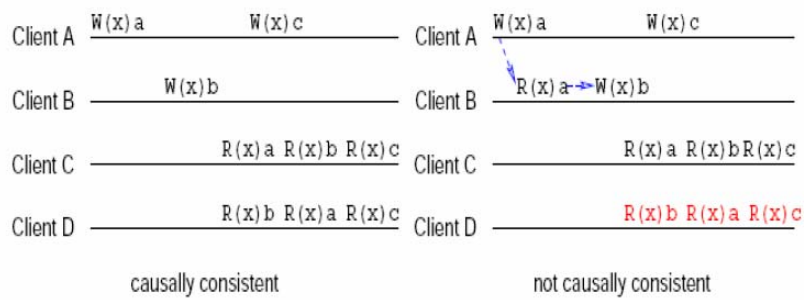 W(x)a W(x)c
Client A
W(x)b
Client B
R(x)a R(x)b R(x)c
Client C
R(x)b R(x)a R(x)c
Client D
causally consistent
W(x)a W(x)c
Client A
R(x)a W(x)b
Client B
R(x)a R(x)b R(x)c
Client C
R(x)b R(x)a R(x)c
Client D
not causally consistent